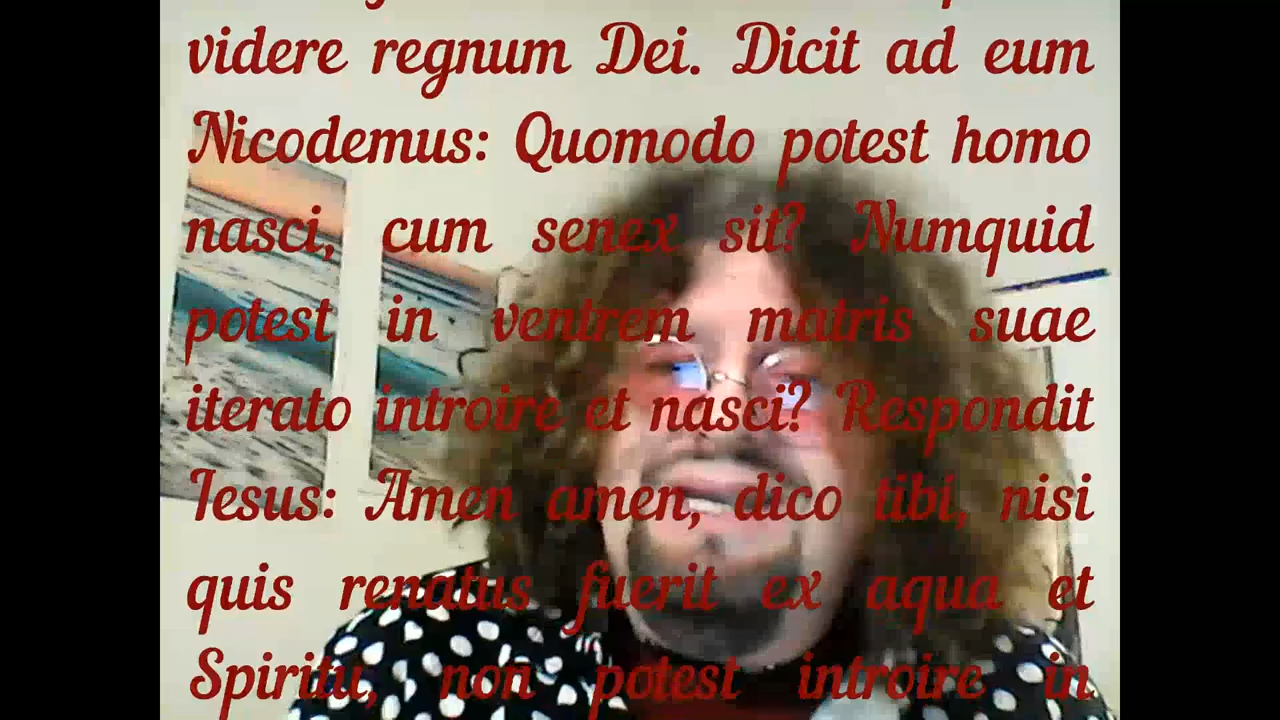 videre regnum Dei. Dicit ad eum
Nicodemus: Quomodo potest homo
nasci, cum senex sit? Numquid
potest in ventrem matris suae
iterato introire et nasci? Respondit
Iesus: Amen amen, dico tibi, nisi
quis renatus fuerit ex aqua et
Spiritu, non potest introire in